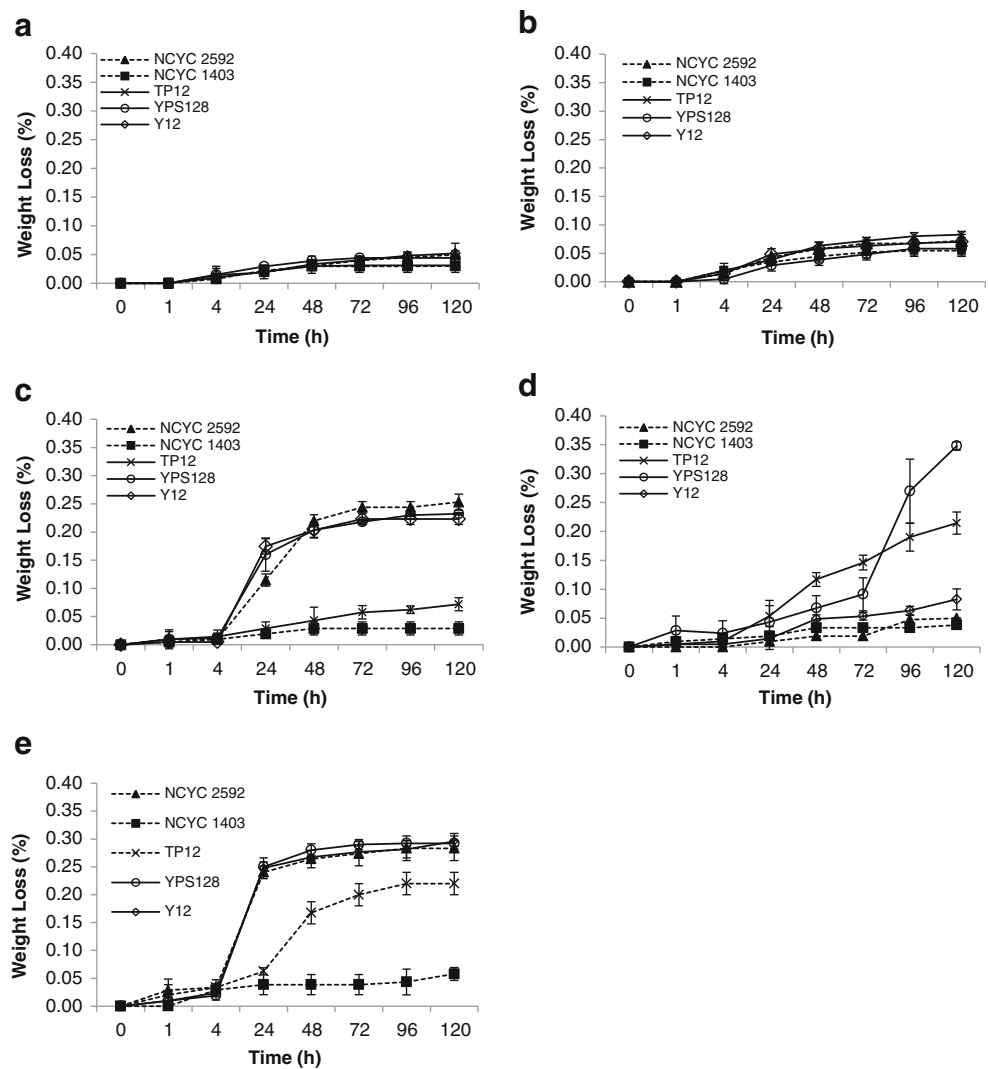 a
0.40
0.35
0.30
0.25
0.20
0.15
0.10
0.05
0.00
Weight Loss (%)
NCYC 2592
NCYC 1403
TP12
YPS128
Y12
0 1 4 24 48 72 96 120
Time (h)
b
0.40
0.35
0.30
0.25
0.20
0.15
0.10
0.05
0.00
Weight Loss (%)
NCYC 2592
NCYC 1403
TP12
YPS128
Y12
0 1 4 24 48 72 96 120
Time (h)
c
0.40
0.35
0.30
0.25
0.20
0.15
0.10
0.05
0.00
Weight Loss (%)
NCYC 2592
NCYC 1403
TP12
YPS128
Y12
0 1 4 24 48 72 96 120
Time (h)
d
0.40
0.35
0.30
0.25
0.20
0.15
0.10
0.05
0.00
Weight Loss (%)
NCYC 2592
NCYC 1403
TP12
YPS128
Y12
0 1 4 24 48 72 96 120
Time (h)
e
0.40
0.35
0.30
0.25
0.20
0.15
0.10
0.05
0.00
Weight Loss (%)
NCYC 2592
NCYC 1403
TP12
YPS128
Y12
0 1 4 24 48 72 96 120
Time (h)